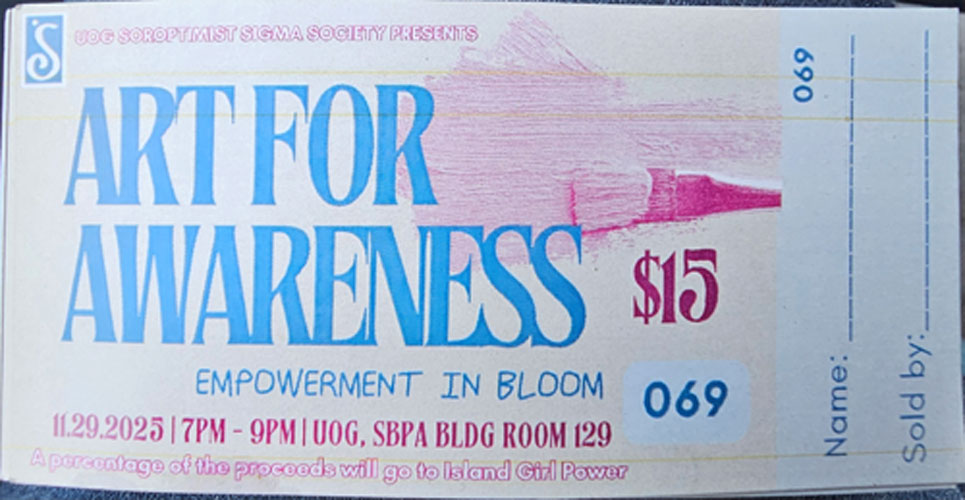 S
UOG SOROPTIMIST SIGMA SOCIETY PRESENTS
ART FOR
AWARENESS
$15
EMPOWERMENT IN BLOOM
069
11.29.2025 | 7PM - 9PM | UOG, SBPA BLDG ROOM 129
A percentage of the proceeds will go to Island Girl Power
069
Name:
Sold by: